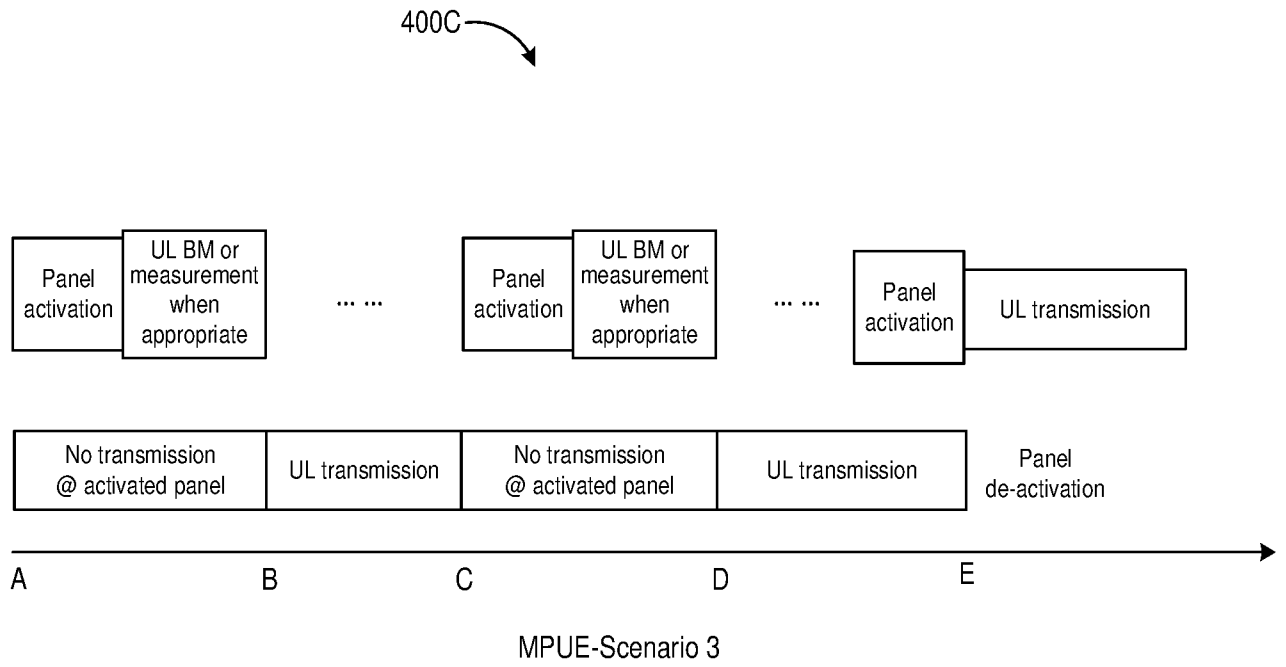 400C
Panel
activation
UL BM or
measurement
when
appropriate
... ...
Panel
activation
UL BM or
measurement
when
appropriate
... ...
Panel
activation
UL transmission
No transmission
@ activated panel
UL transmission
No transmission
@ activated panel
UL transmission
Panel
de-activation
A
B
C
D
E
MPUE-Scenario 3